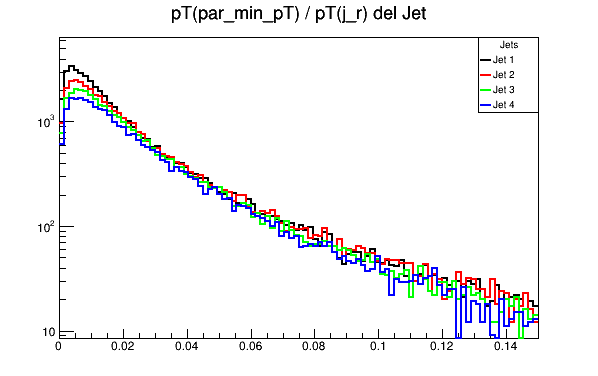 pT(par_min_pT) / pT(j_r) del Jet
Jets
Jet 1
Jet 2
Jet 3
Jet 4
10³
10²
10
0 0.02 0.04 0.06 0.08 0.1 0.12 0.14